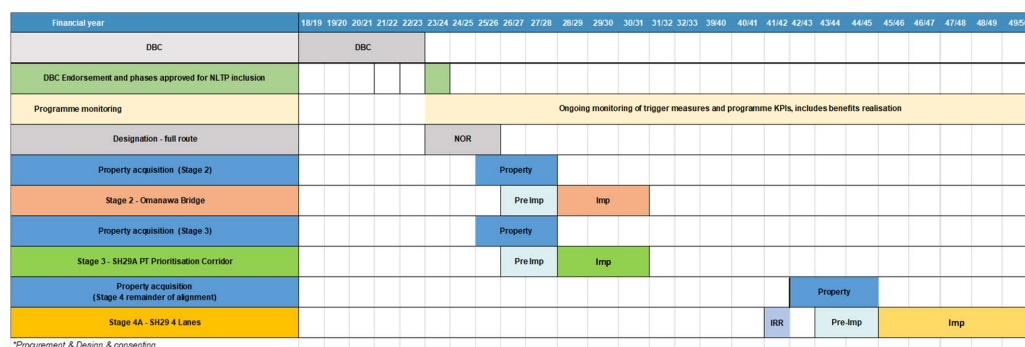 Financial year 18/19 19/20 20/21 21/22 22/23 23/24 24/25 25/26 26/27 27/28 28/29 29/30 30/31 31/32 32/33 39/40 40/41 41/42 42/43 43/44 44/45 45/46 46/47 47/48 48/49 49/50
DBC DBC
DBC Endorsement and phases approved for NLTP inclusion
Programme monitoring Ongoing monitoring of trigger measures and programme KPIs, includes benefits realisation
Designation - full route NOR
Property acquisition (Stage 2) Property
Stage 2 - Omanawa Bridge Pre Imp Imp
Property acquisition (Stage 3) Property
Stage 3 - SH29A PT Prioritisation Corridor Pre Imp Imp
Property acquisition
(Stage 4 remainder of alignment) Property
Stage 4A - SH29 4 Lanes IRR Pre-Imp Imp
*Procurement & Design & consenting